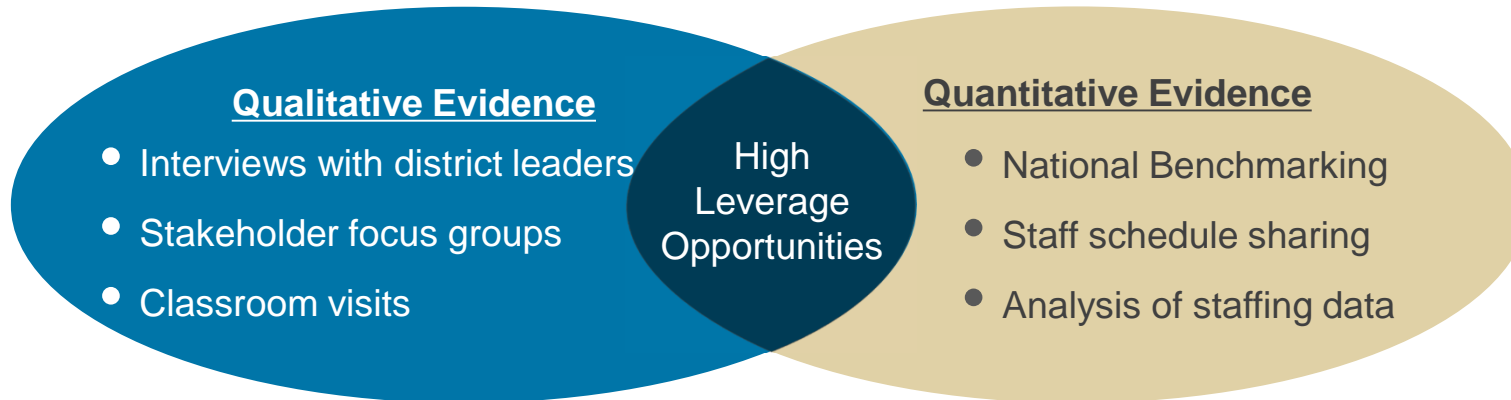 Qualitative Evidence
• Interviews with district leaders
• Stakeholder focus groups
• Classroom visits
High
Leverage
Opportunities
Quantitative Evidence
• National Benchmarking
• Staff schedule sharing
• Analysis of staffing data